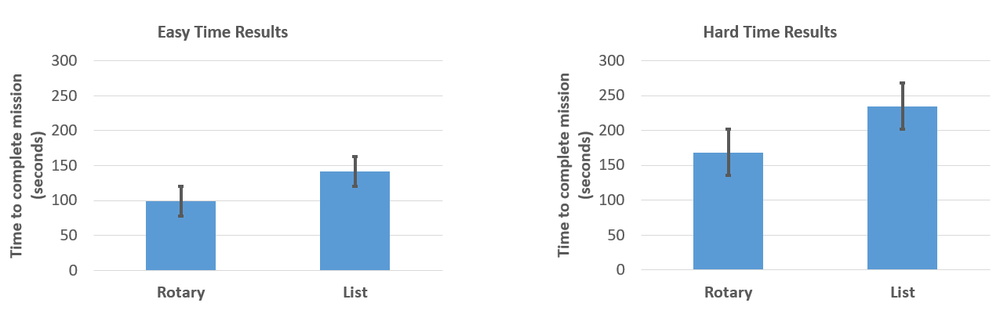 Easy Time Results
Time to complete mission
(seconds)
300
250
200
150
100
50
0
Rotary List
Hard Time Results
Time to complete mission
(seconds)
300
250
200
150
100
50
0
Rotary List